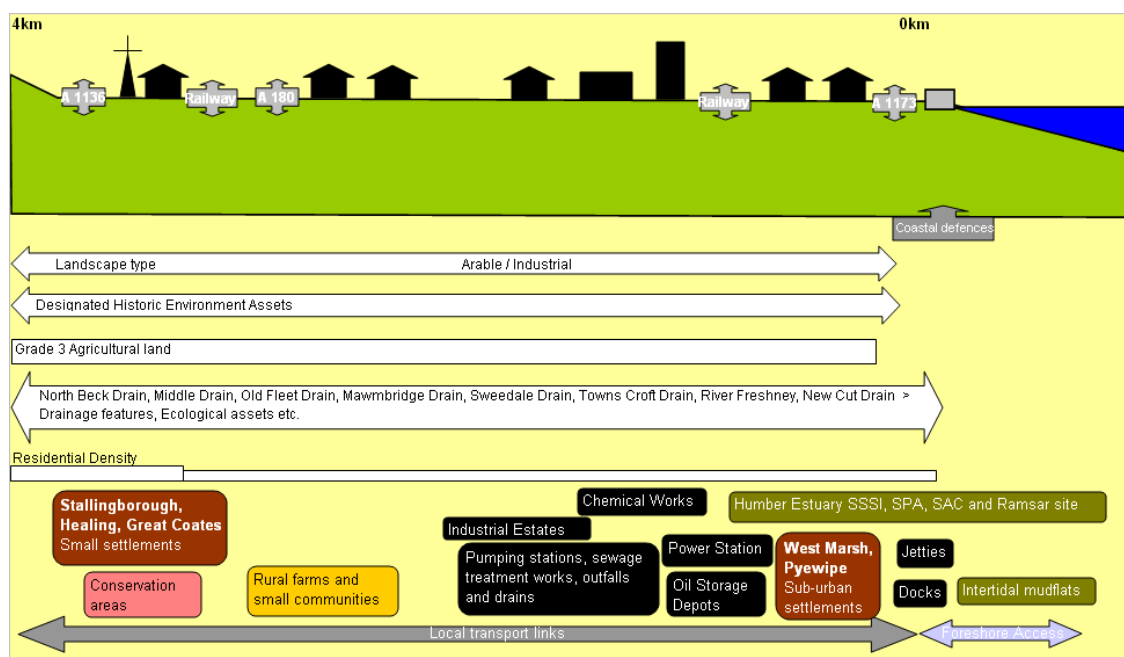 4km
0km
A 1136
Railway
A 180
Railway
A 1173
Coastal defences
Landscape type
Arable / Industrial
Designated Historic Environment Assets
Grade 3 Agricultural land
North Beck Drain, Middle Drain, Old Fleet Drain, Mawmbridge Drain, Sweedale Drain, Towns Croft Drain, River Freshney, New Cut Drain >
Drainage features, Ecological assets etc.
Residential Density
Stallingborough,
Healing, Great Coates
Small settlements
Conservation
areas
Rural farms and
small communities
Chemical Works
Industrial Estates
Pumping stations, sewage
treatment works, outfalls
and drains
Power Station
Oil Storage
Depots
Humber Estuary SSSI, SPA, SAC and Ramsar site
West Marsh,
Pyewipe
Sub-urban
settlements
Jetties
Docks
Intertidal mudflats
Local transport links
Foreshore Access